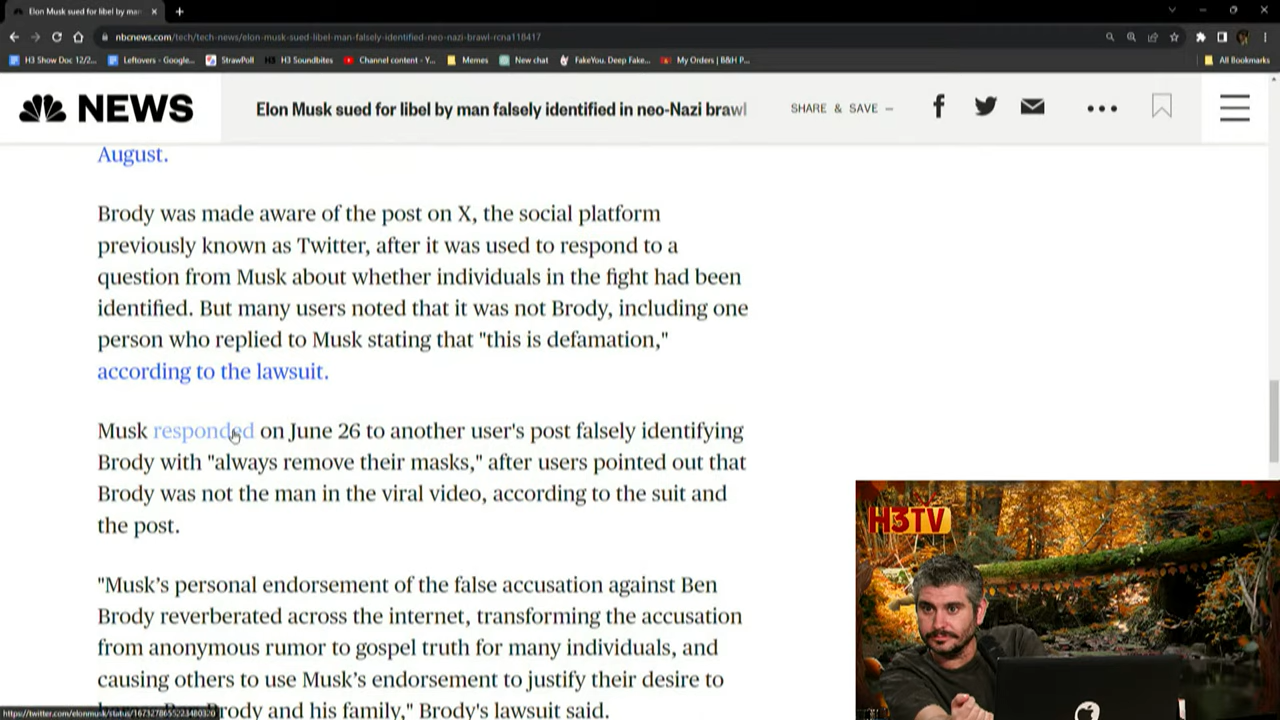 Elon Musk sued for libel by man
nbcnews.com/tech/tech-news/elon-musk-sued-libel-man-falsely-identified-neo-nazi-brawl-rcna118417
H3 Show Doc 12/2...
Leftovers - Google...
StrawPoll
H3 Soundbites
Channel content - Y...
Memes
New chat
FakeYou. Deep Fake...
My Orders | B&H P...
All Bookmarks
NEWS
Elon Musk sued for libel by man falsely identified in neo-Nazi brawl
SHARE & SAVE –
August.
Brody was made aware of the post on X, the social platform
previously known as Twitter, after it was used to respond to a
question from Musk about whether individuals in the fight had been
identified. But many users noted that it was not Brody, including one
person who replied to Musk stating that "this is defamation,"
according to the lawsuit.
Musk responded on June 26 to another user's post falsely identifying
Brody with "always remove their masks," after users pointed out that
Brody was not the man in the viral video, according to the suit and
the post.
"Musk’s personal endorsement of the false accusation against Ben
Brody reverberated across the internet, transforming the accusation
from anonymous rumor to gospel truth for many individuals, and
causing others to use Musk’s endorsement to justify their desire to
Brody and his family," Brody's lawsuit said.
https://twitter.com/elonmusk/status/1673278655223480320
H3TV